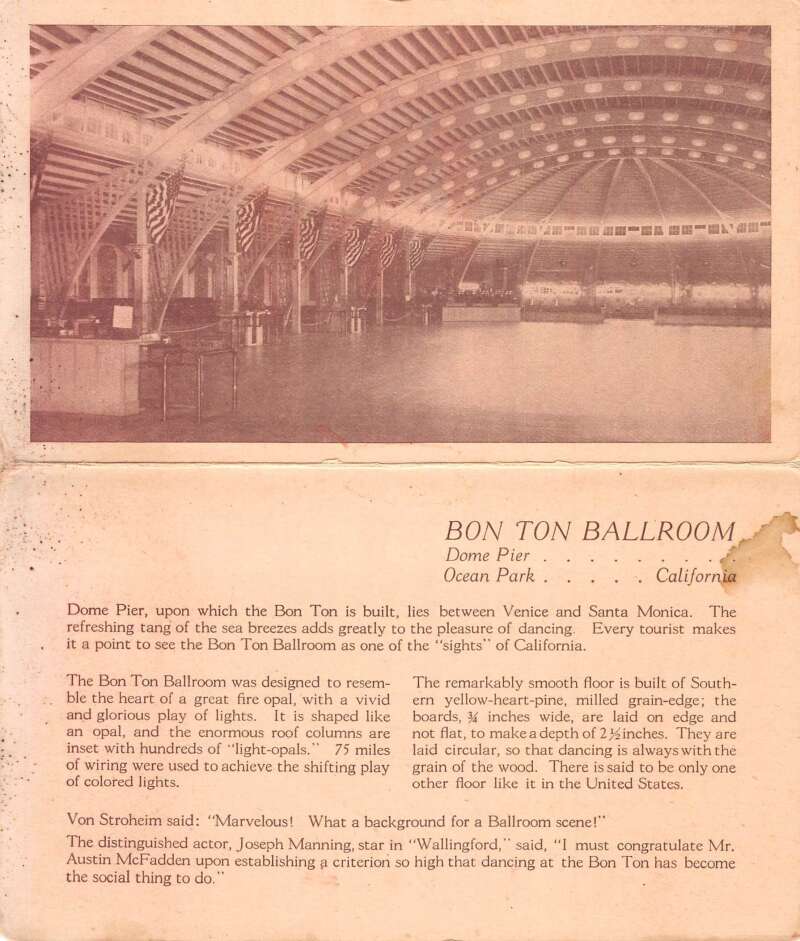 BON TON BALLROOM
Dome Pier . . . . . . . . .
Ocean Park . . . . . California
Dome Pier, upon which the Bon Ton is built, lies between Venice and Santa Monica. The
refreshing tang of the sea breezes adds greatly to the pleasure of dancing. Every tourist makes
it a point to see the Bon Ton Ballroom as one of the "sights" of California.
The Bon Ton Ballroom was designed to resem-
ble the heart of a great fire opal, with a vivid
and glorious play of lights. It is shaped like
an opal, and the enormous roof columns are
inset with hundreds of "light-opals." 75 miles
of wiring were used to achieve the shifting play
of colored lights.
The remarkably smooth floor is built of South-
ern yellow-heart-pine, milled grain-edge; the
boards, ¾ inches wide, are laid on edge and
not flat, to make a depth of 2½ inches. They are
laid circular, so that dancing is always with the
grain of the wood. There is said to be only one
other floor like it in the United States.
Von Stroheim said: "Marvelous! What a background for a Ballroom scene!"
The distinguished actor, Joseph Manning, star in "Wallingford," said, "I must congratulate Mr.
Austin McFadden upon establishing a criterion so high that dancing at the Bon Ton has become
the social thing to do."